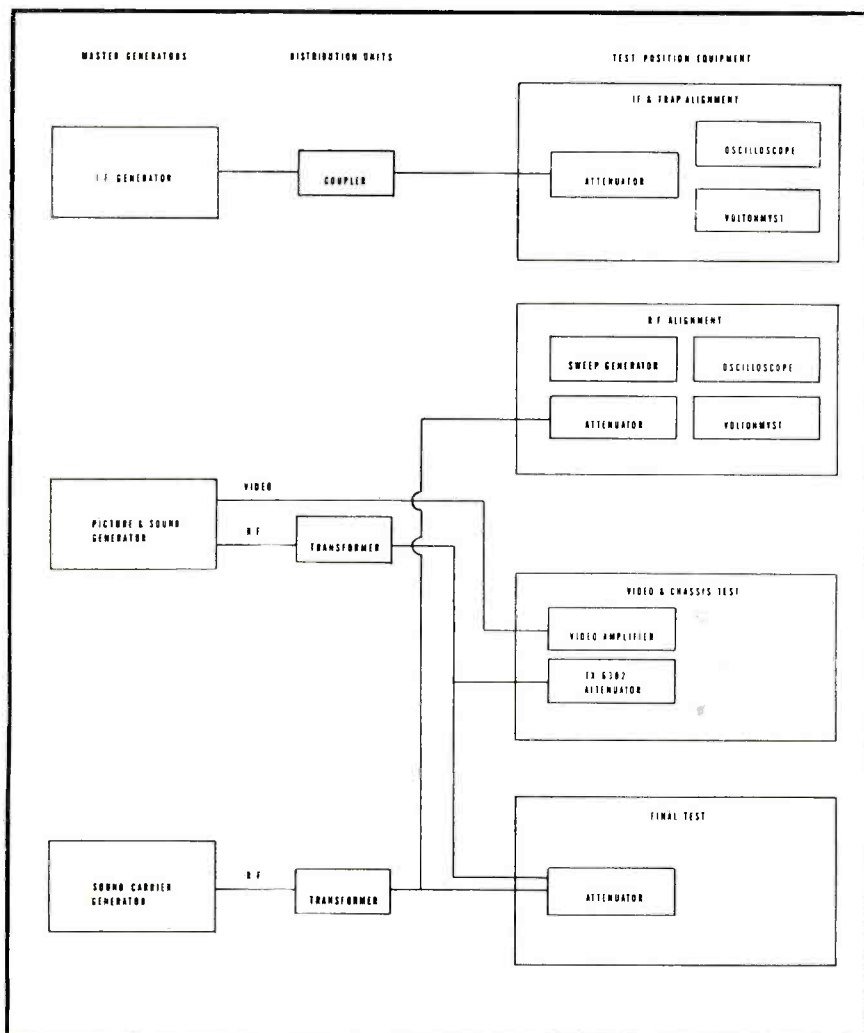 MASTER GENERATORS
DISTRIBUTION UNITS
TEST POSITION EQUIPMENT
IF & TRAP ALIGNMENT
I F GENERATOR
COUPLER
ATTENUATOR
OSCILLOSCOPE
VOLTOHMYST
R F ALIGNMENT
SWEEP GENERATOR
OSCILLOSCOPE
ATTENUATOR
VOLTOHMYST
VIDEO
PICTURE & SOUND
GENERATOR
R F
TRANSFORMER
VIDEO & CHASSIS TEST
VIDEO AMPLIFIER
TX 6302
ATTENUATOR
FINAL TEST
SOUND CARRIER
GENERATOR
R F
TRANSFORMER
ATTENUATOR